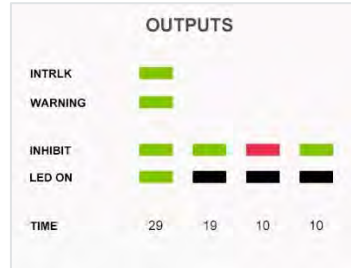 OUTPUTS
INTRLK
WARNING
INHIBIT
LED ON
TIME 29 19 10 10